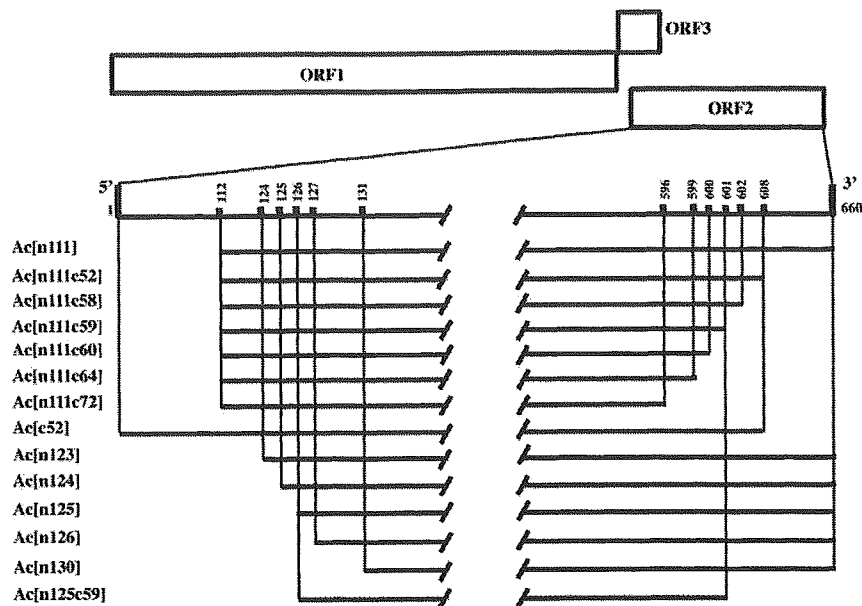 ORF3
ORF1
ORF2
5' 112 124 125 126 127 131 596 599 600 601 602 608 3'
1 660
Ac[n111]
Ac[n111c52]
Ac[n111c58]
Ac[n111c59]
Ac[n111c60]
Ac[n111c64]
Ac[n111c72]
Ac[c52]
Ac[n123]
Ac[n124]
Ac[n125]
Ac[n126]
Ac[n130]
Ac[n125c59]